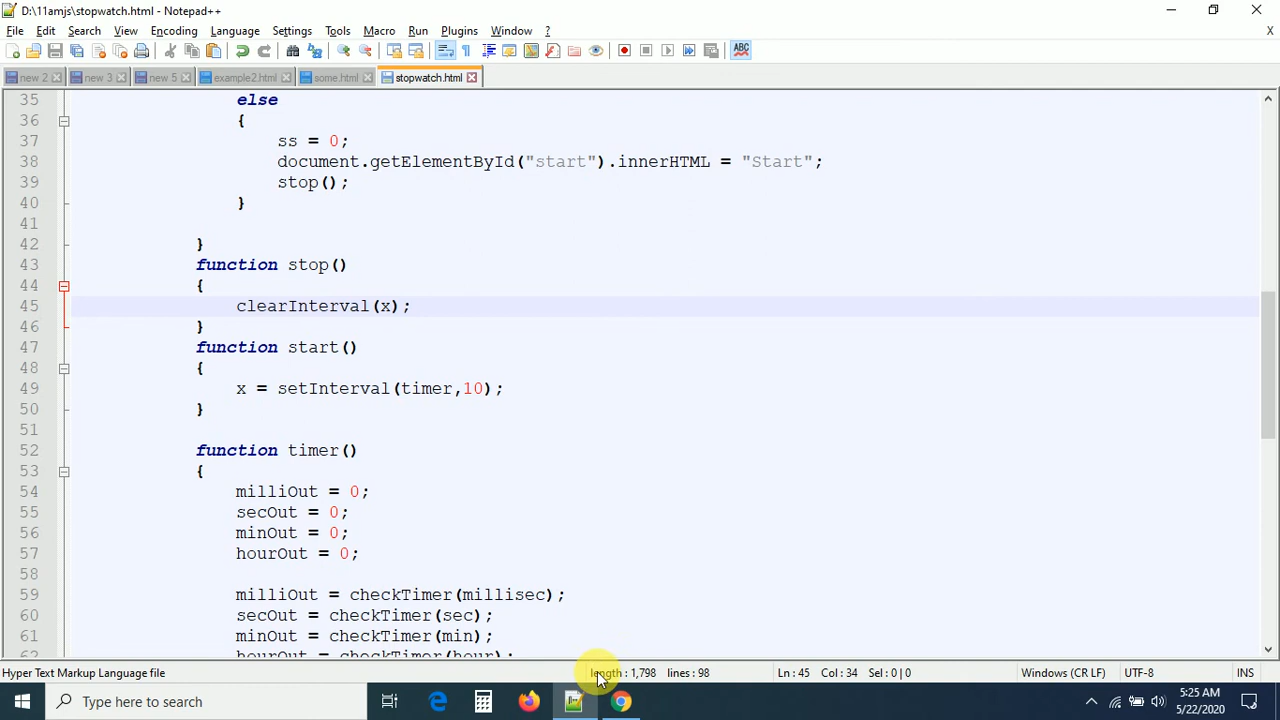 D:\11amjs\stopwatch.html - Notepad++
File Edit Search View Encoding Language Settings Tools Macro Run Plugins Window ? X
ABC
new 2 new 3 new 5 example2.html some.html stopwatch.html
35 else
36 {
37 ss = 0;
38 document.getElementById("start").innerHTML = "Start";
39 stop();
40 }
41
42 }
43 function stop()
44 {
45 clearInterval(x);
46 }
47 function start()
48 {
49 x = setInterval(timer,10);
50 }
51
52 function timer()
53 {
54 milliOut = 0;
55 secOut = 0;
56 minOut = 0;
57 hourOut = 0;
58
59 milliOut = checkTimer(millisec);
60 secOut = checkTimer(sec);
61 minOut = checkTimer(min);
62 hourOut = checkTimer(hour);
Hyper Text Markup Language file length : 1,798 lines : 98 Ln : 45 Col : 34 Sel : 0 | 0 Windows (CR LF) UTF-8 INS
Type here to search
5:25 AM
5/22/2020